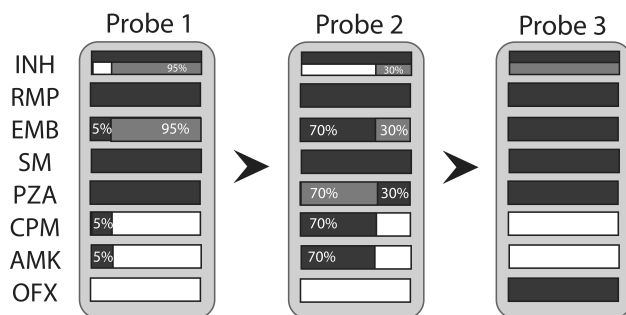 Probe 1 Probe 2 Probe 3
INH 95% 30%
RMP
EMB 5% 95% 70% 30%
SM
PZA 70% 30%
CPM 5% 70%
AMK 5% 70%
OFX